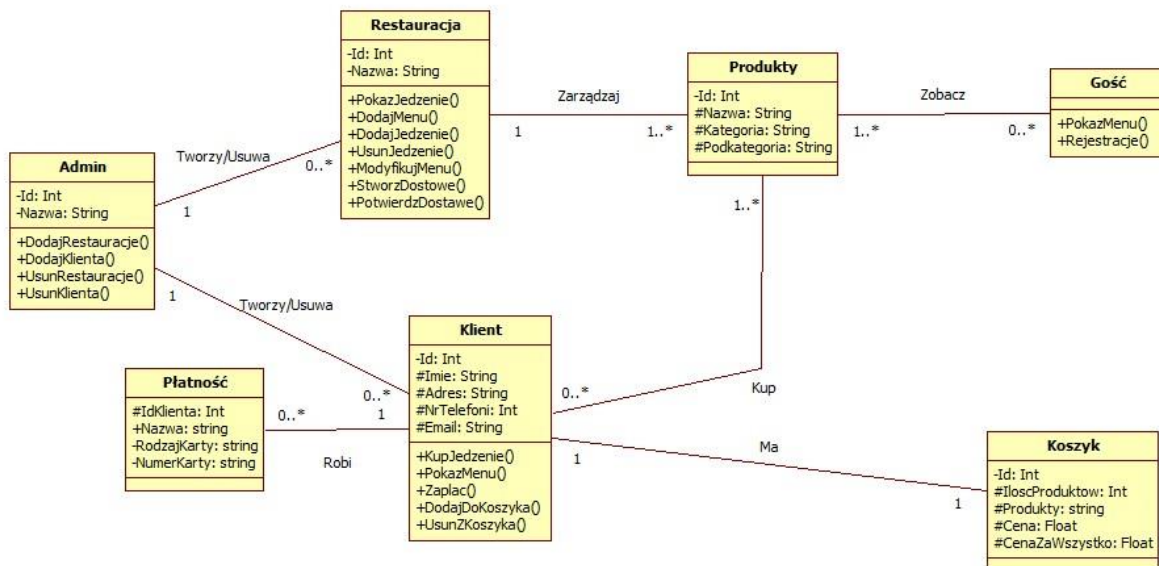 Restauracja
-Id: Int
-Nazwa: String
+PokazJedzenie()
+DodajMenu()
+DodajJedzenie()
+UsunJedzenie()
+ModyfikujMenu()
+StworzDostowe()
+PotwierdzDostawe()
Zarządzaj
1
1..*
Produkty
-Id: Int
#Nazwa: String
#Kategoria: String
#Podkategoria: String
Zobacz
1..*
0..*
Gość
+PokazMenu()
+Rejestracje()
Admin
-Id: Int
-Nazwa: String
+DodajRestauracje()
+DodajKlienta()
+UsunRestauracje()
+UsunKlienta()
Tworzy/Usuwa
1
0..*
Tworzy/Usuwa
1
0..*
1..*
Kup
0..*
Klient
-Id: Int
#Imie: String
#Adres: String
#NrTelefoni: Int
#Email: String
+KupJedzenie()
+PokazMenu()
+Zaplac()
+DodajDoKoszyka()
+UsunZKoszyka()
Płatność
#IdKlienta: Int
+Nazwa: string
-RodzajKarty: string
-NumerKarty: string
0..*
1
Robi
Ma
1
1
Koszyk
-Id: Int
#IloscProduktow: Int
#Produkty: string
#Cena: Float
#CenaZaWszystko: Float